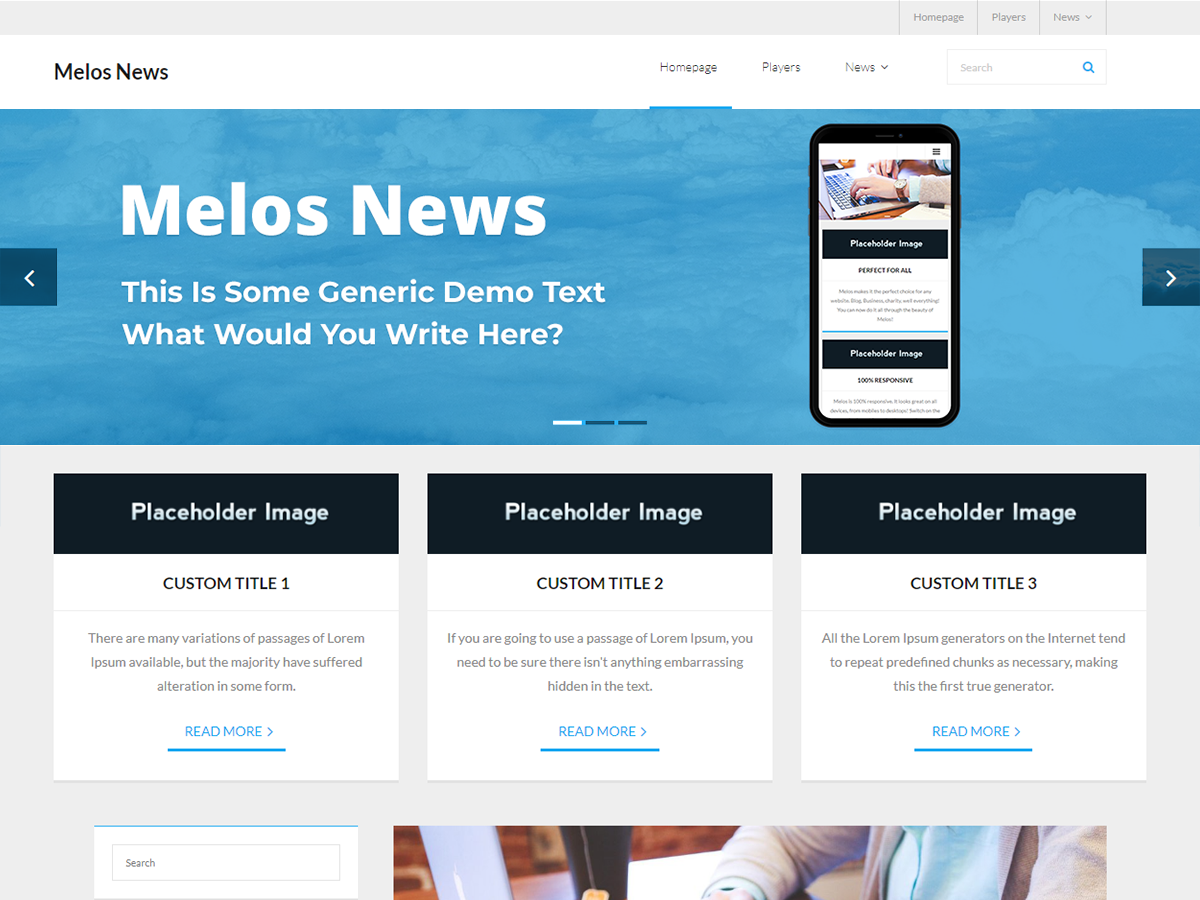 Homepage Players News
Melos News
Homepage Players News Search
Melos News
This Is Some Generic Demo Text
What Would You Write Here?
Placeholder Image
PERFECT FOR ALL
Melos makes it the perfect choice for any
website. Blog, Business, charity, well everything!
You can now do it all through the beauty of
Melos!
Placeholder Image
100% RESPONSIVE
Melos is 100% responsive. It looks great on all
devices, from mobiles to desktops! Switch on the
Placeholder Image
CUSTOM TITLE 1
There are many variations of passages of Lorem
Ipsum available, but the majority have suffered
alteration in some form.
READ MORE
Placeholder Image
CUSTOM TITLE 2
If you are going to use a passage of Lorem Ipsum, you
need to be sure there isn't anything embarrassing
hidden in the text.
READ MORE
Placeholder Image
CUSTOM TITLE 3
All the Lorem Ipsum generators on the Internet tend
to repeat predefined chunks as necessary, making
this the first true generator.
READ MORE
Search